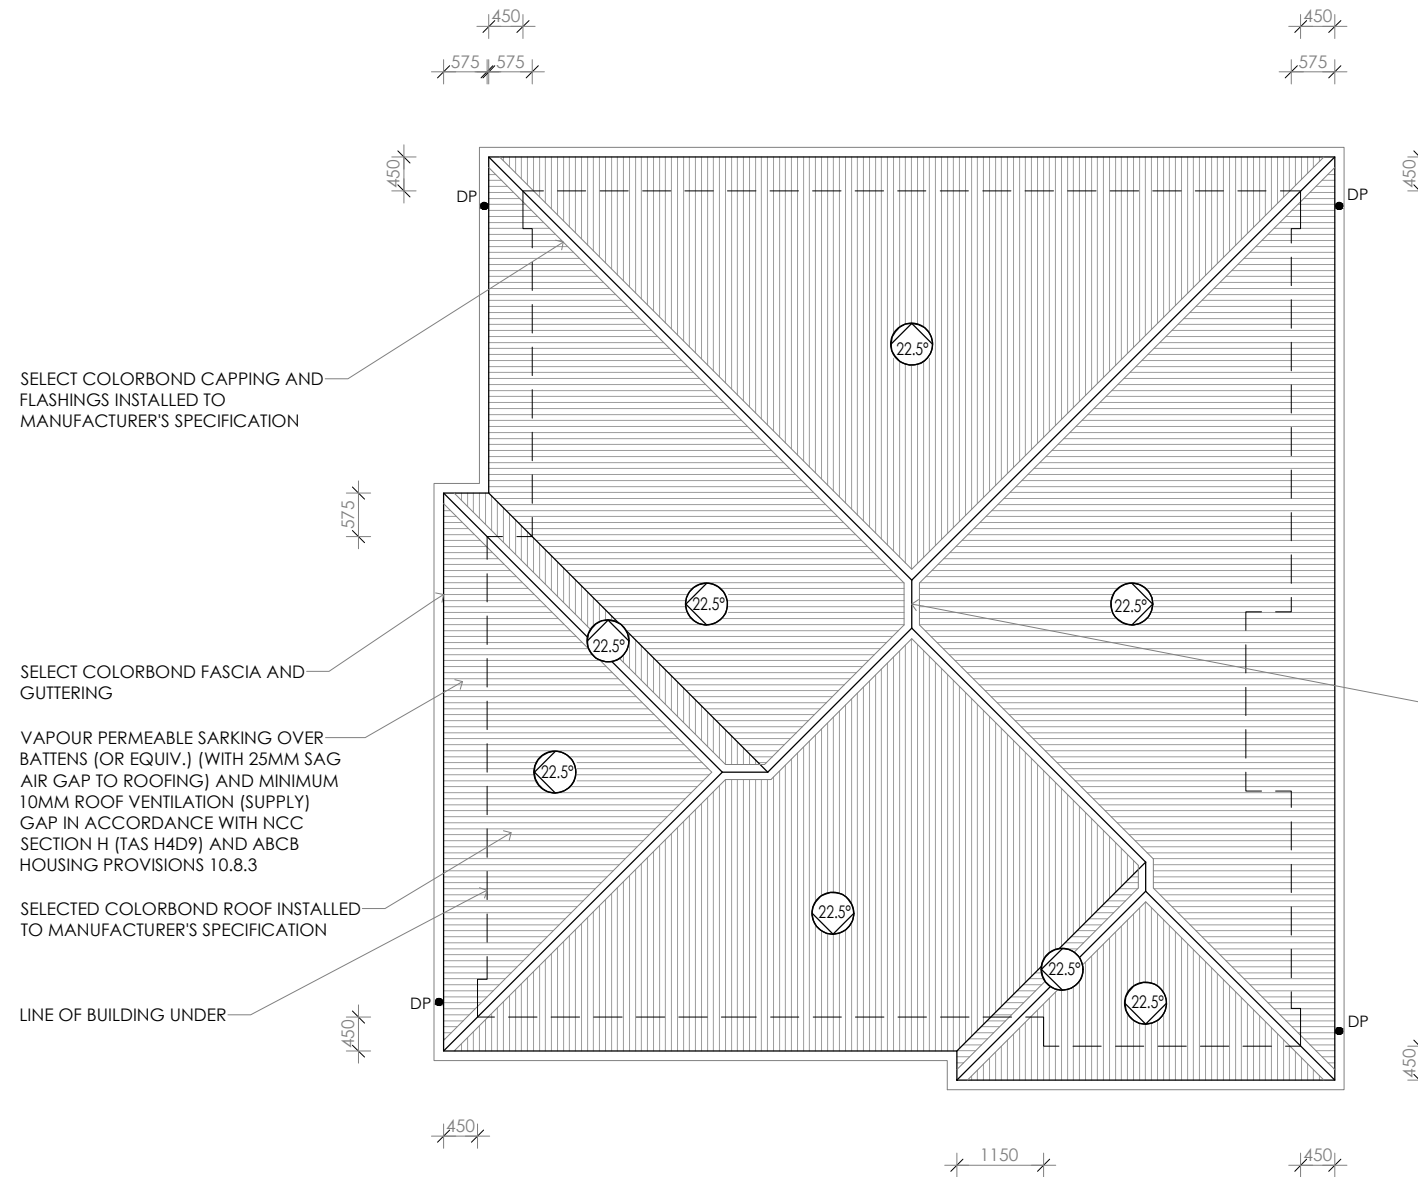 450
450
575
575
575
450
450
DP
DP
22.5°
SELECT COLORBOND CAPPING AND
FLASHINGS INSTALLED TO
MANUFACTURER'S SPECIFICATION
575
22.5°
22.5°
22.5°
SELECT COLORBOND FASCIA AND
GUTTERING
VAPOUR PERMEABLE SARKING OVER
BATTENS (OR EQUIV.) (WITH 25MM SAG
AIR GAP TO ROOFING) AND MINIMUM
10MM ROOF VENTILATION (SUPPLY)
GAP IN ACCORDANCE WITH NCC
SECTION H (TAS H4D9) AND ABCB
HOUSING PROVISIONS 10.8.3
22.5°
SELECTED COLORBOND ROOF INSTALLED
TO MANUFACTURER'S SPECIFICATION
22.5°
22.5°
22.5°
LINE OF BUILDING UNDER
DP
DP
450
450
450
1150
450